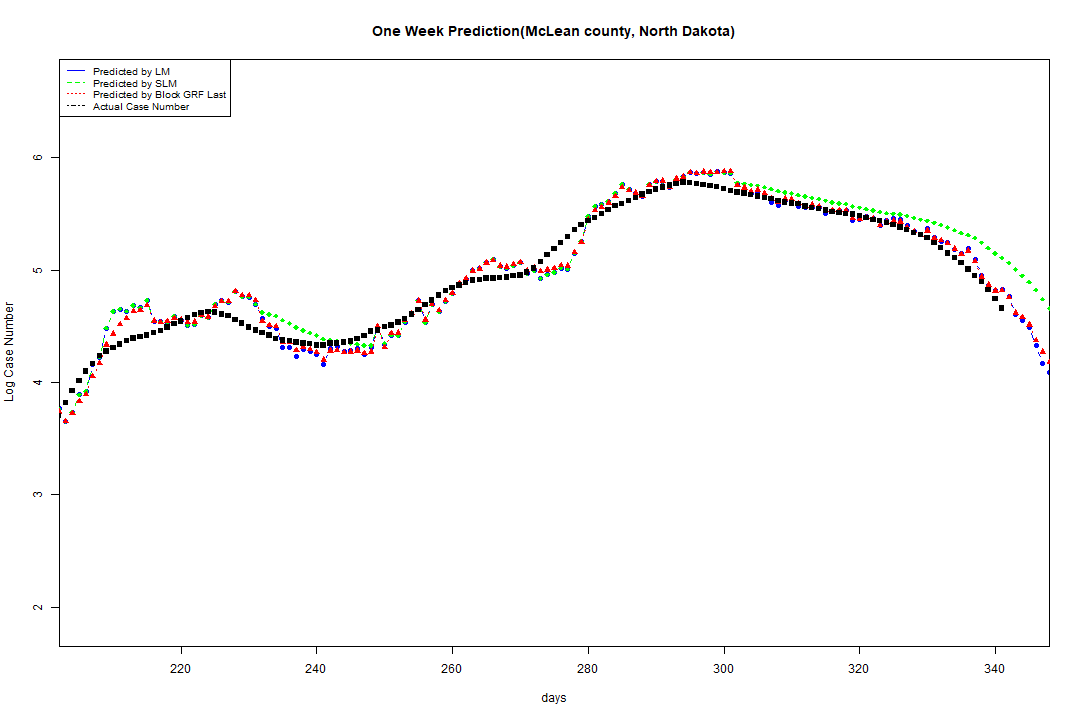 One Week Prediction(McLean county, North Dakota)
Predicted by LM
Predicted by SLM
Predicted by Block GRF Last
Actual Case Number
6
5
4
3
2
Log Case Number
220 240 260 280 300 320 340
days